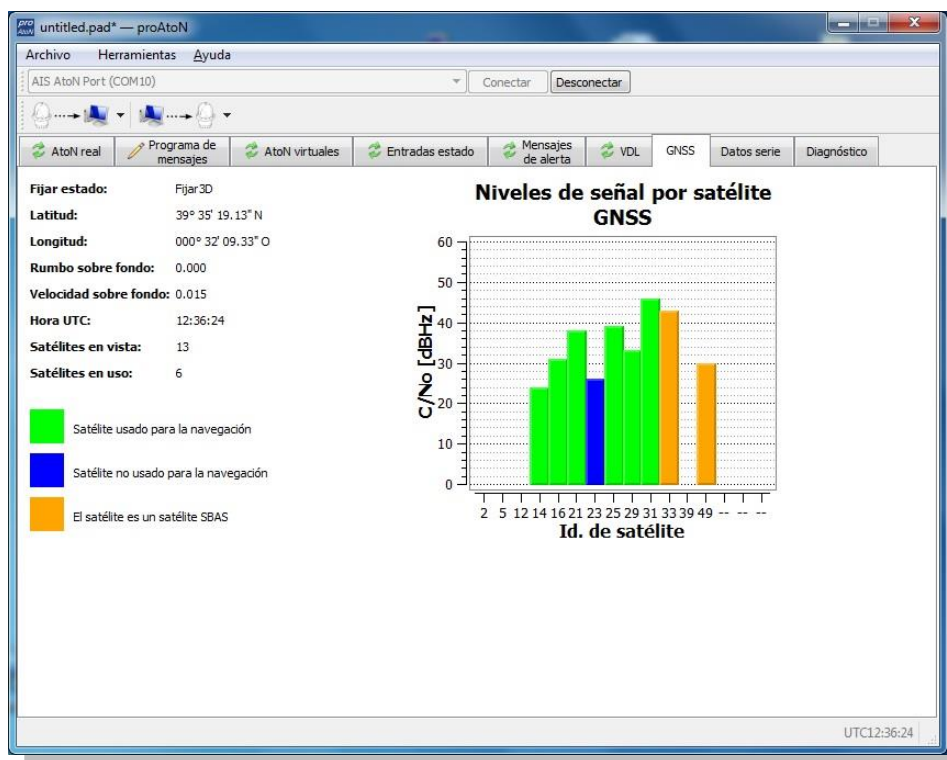 pro
AtoN
untitled.pad* — proAtoN
Archivo Herramientas Ayuda
AIS AtoN Port (COM10) Conectar Desconectar
AtoN real
Programa de
mensajes
AtoN virtuales
Entradas estado
Mensajes
de alerta
VDL
GNSS
Datos serie
Diagnóstico
Fijar estado: Fijar3D
Latitud: 39° 35' 19.13" N
Longitud: 000° 32' 09.33" O
Rumbo sobre fondo: 0.000
Velocidad sobre fondo: 0.015
Hora UTC: 12:36:24
Satélites en vista: 13
Satélites en uso: 6
Satélite usado para la navegación
Satélite no usado para la navegación
El satélite es un satélite SBAS
Niveles de señal por satélite
GNSS
C/No [dBHz]
60
50
40
30
20
10
0
2 5 12 14 16 21 23 25 29 31 33 39 49 -- -- --
Id. de satélite
UTC12:36:24